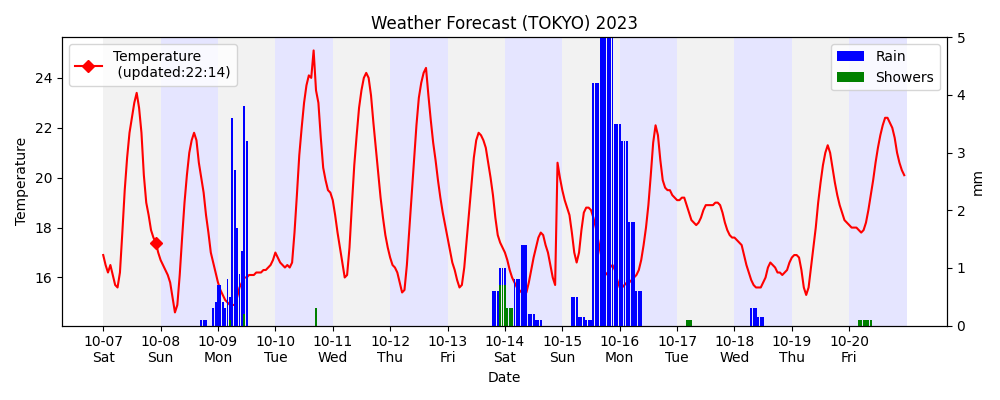 Weather Forecast (TOKYO) 2023
Temperature
(updated:22:14)
Rain
Showers
Temperature
24
22
20
18
16
5
4
3
2
1
0
mm
10-07 10-08 10-09 10-10 10-11 10-12 10-13 10-14 10-15 10-16 10-17 10-18 10-19 10-20
Sat Sun Mon Tue Wed Thu Fri Sat Sun Mon Tue Wed Thu Fri
Date